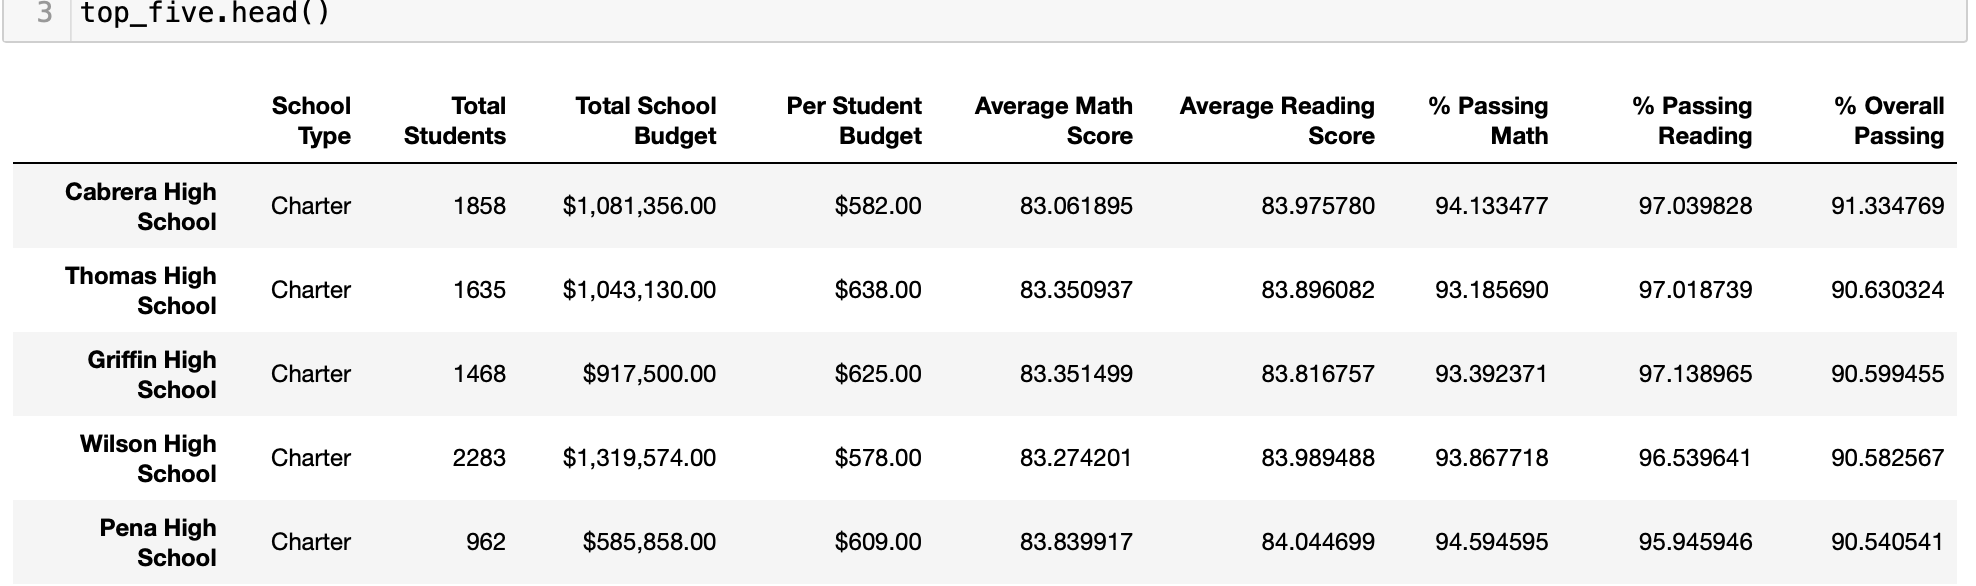 3 top_five.head()
School Type Total Students Total School Budget Per Student Budget Average Math Score Average Reading Score % Passing Math % Passing Reading % Overall Passing
Cabrera High School Charter 1858 $1,081,356.00 $582.00 83.061895 83.975780 94.133477 97.039828 91.334769
Thomas High School Charter 1635 $1,043,130.00 $638.00 83.350937 83.896082 93.185690 97.018739 90.630324
Griffin High School Charter 1468 $917,500.00 $625.00 83.351499 83.816757 93.392371 97.138965 90.599455
Wilson High School Charter 2283 $1,319,574.00 $578.00 83.274201 83.989488 93.867718 96.539641 90.582567
Pena High School Charter 962 $585,858.00 $609.00 83.839917 84.044699 94.594595 95.945946 90.540541